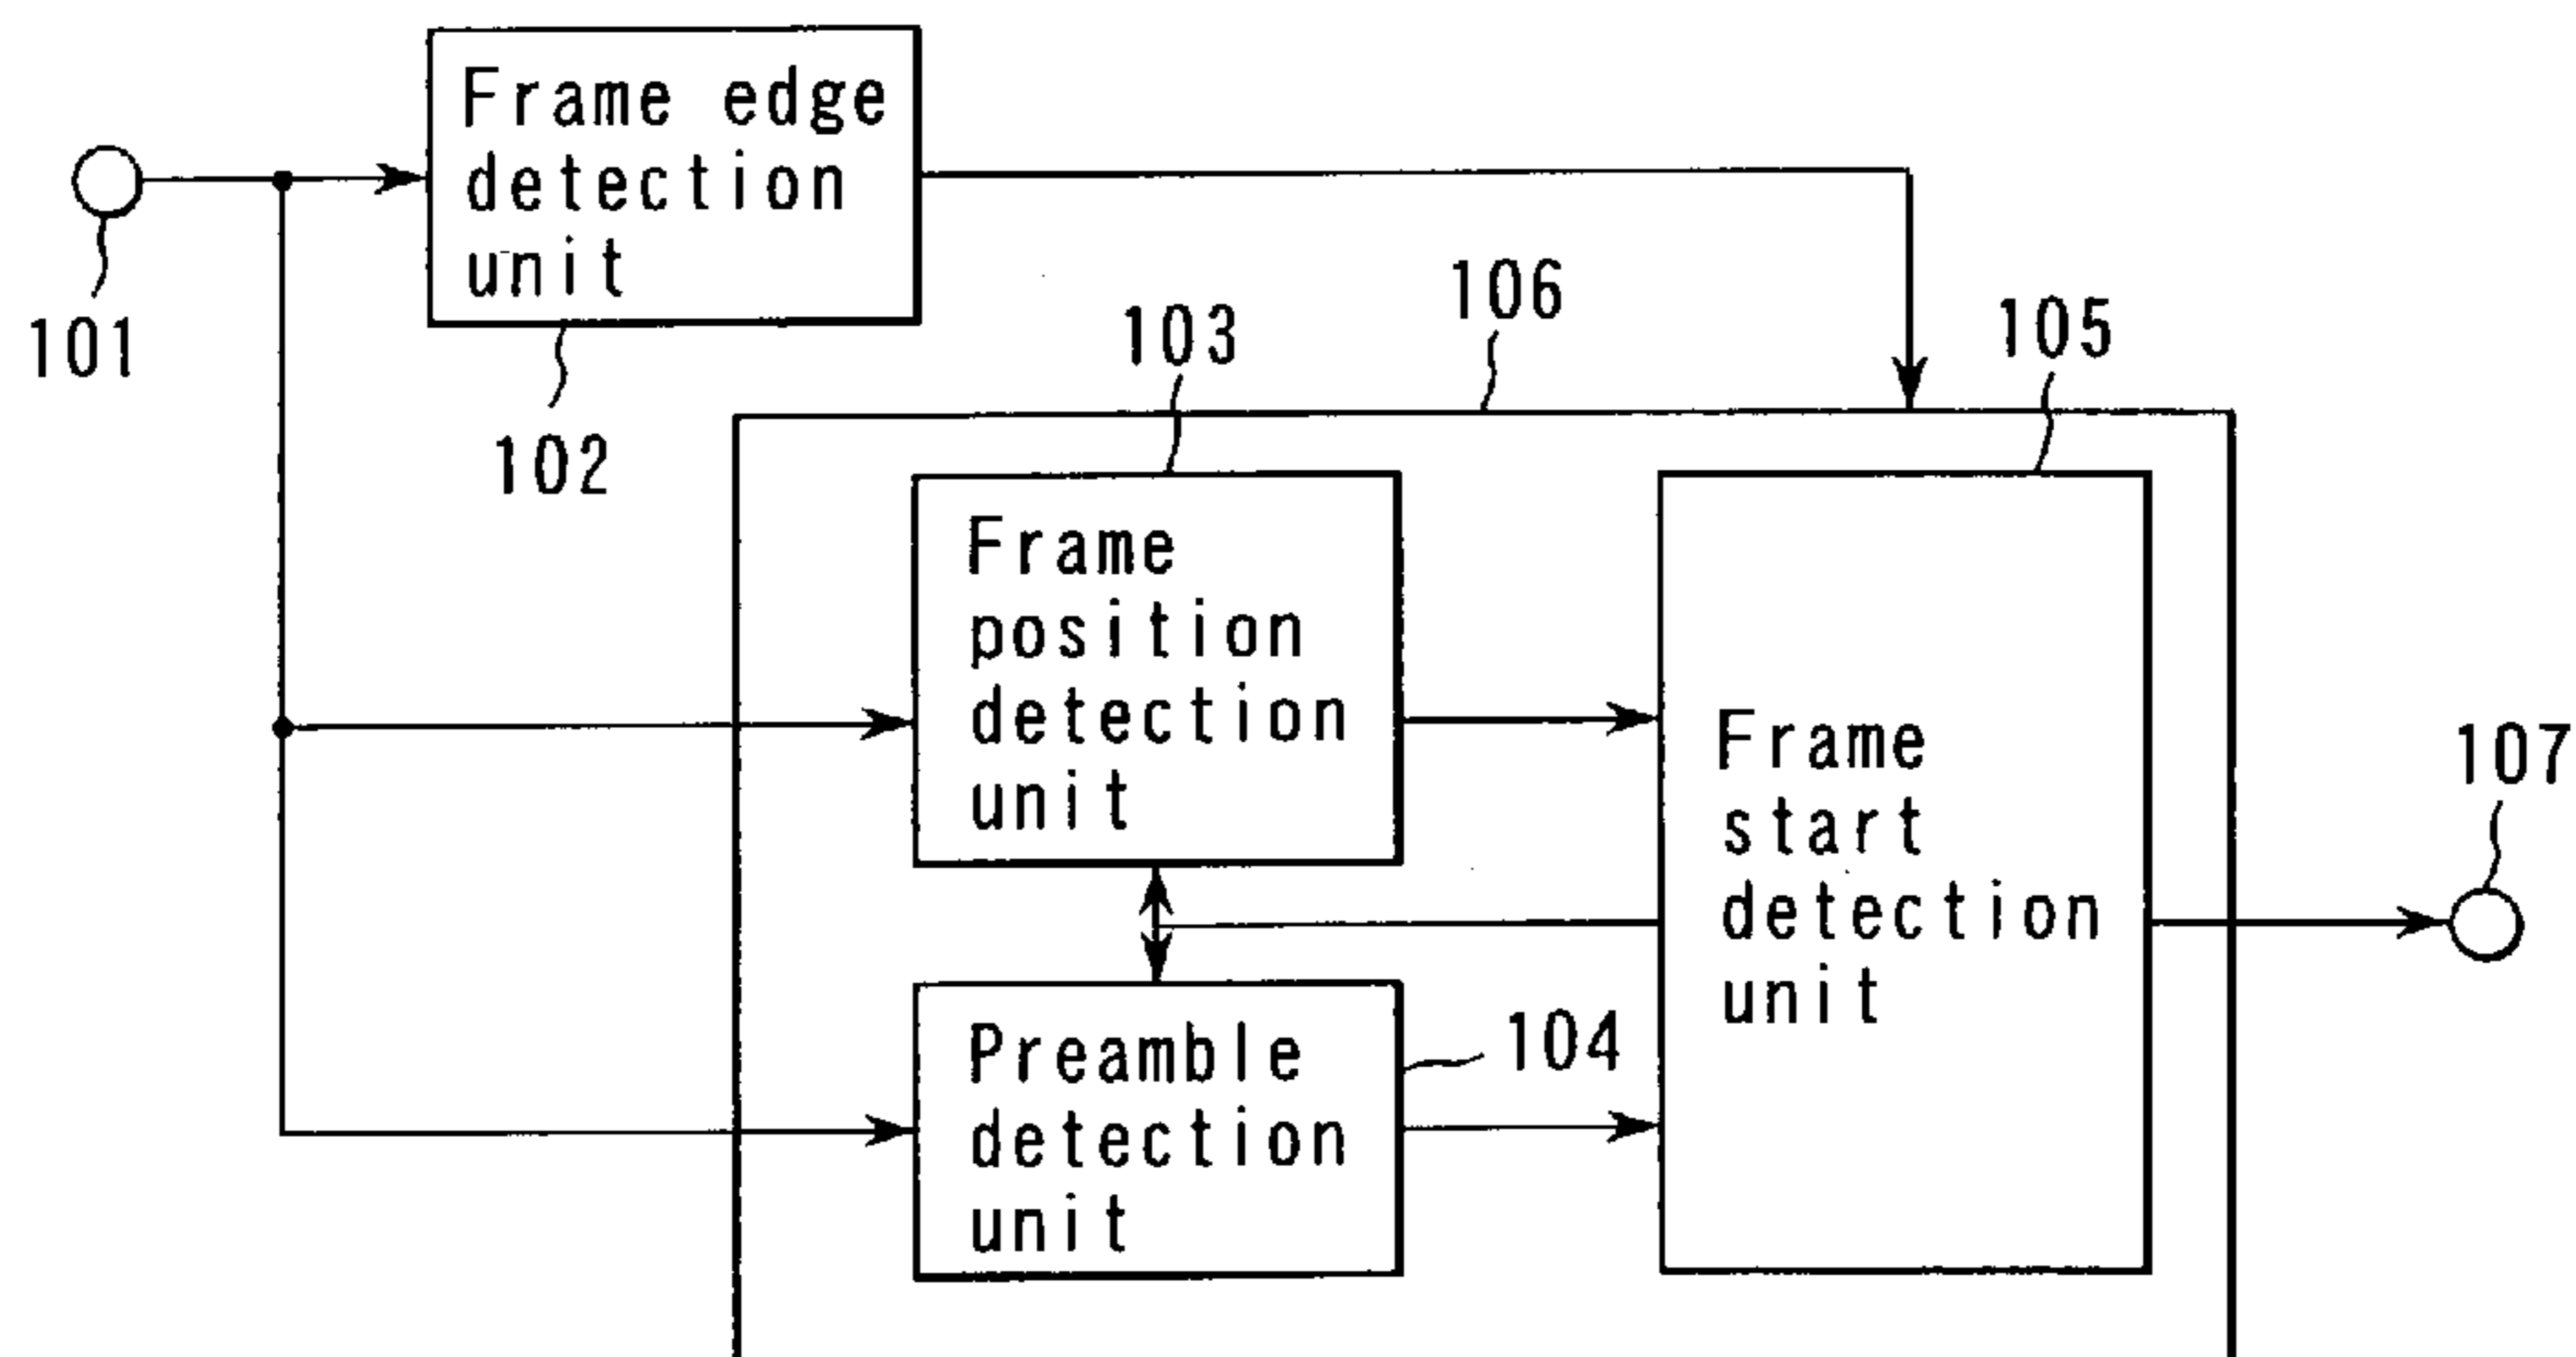 Frame edge
detection
unit
101
102
103
106
105
Frame
position
detection
unit
Frame
start
detection
unit
107
Preamble
detection
unit
104